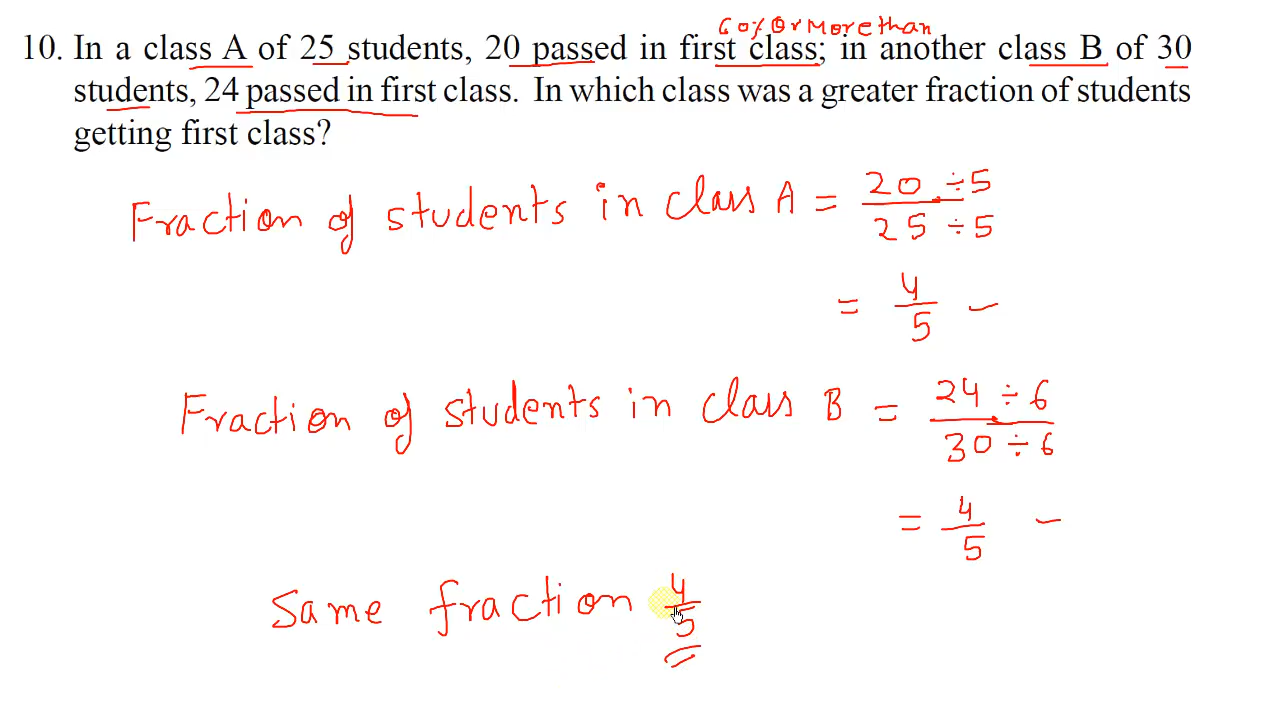 60% Or More than
10. In a class A of 25 students, 20 passed in first class; in another class B of 30
students, 24 passed in first class. In which class was a greater fraction of students
getting first class?
Fraction of students in class A = 20 ÷5 / 25 ÷5
= 4/5 –
Fraction of students in class B = 24 ÷ 6 / 30 ÷ 6
= 4/5 –
Same fraction 4/5